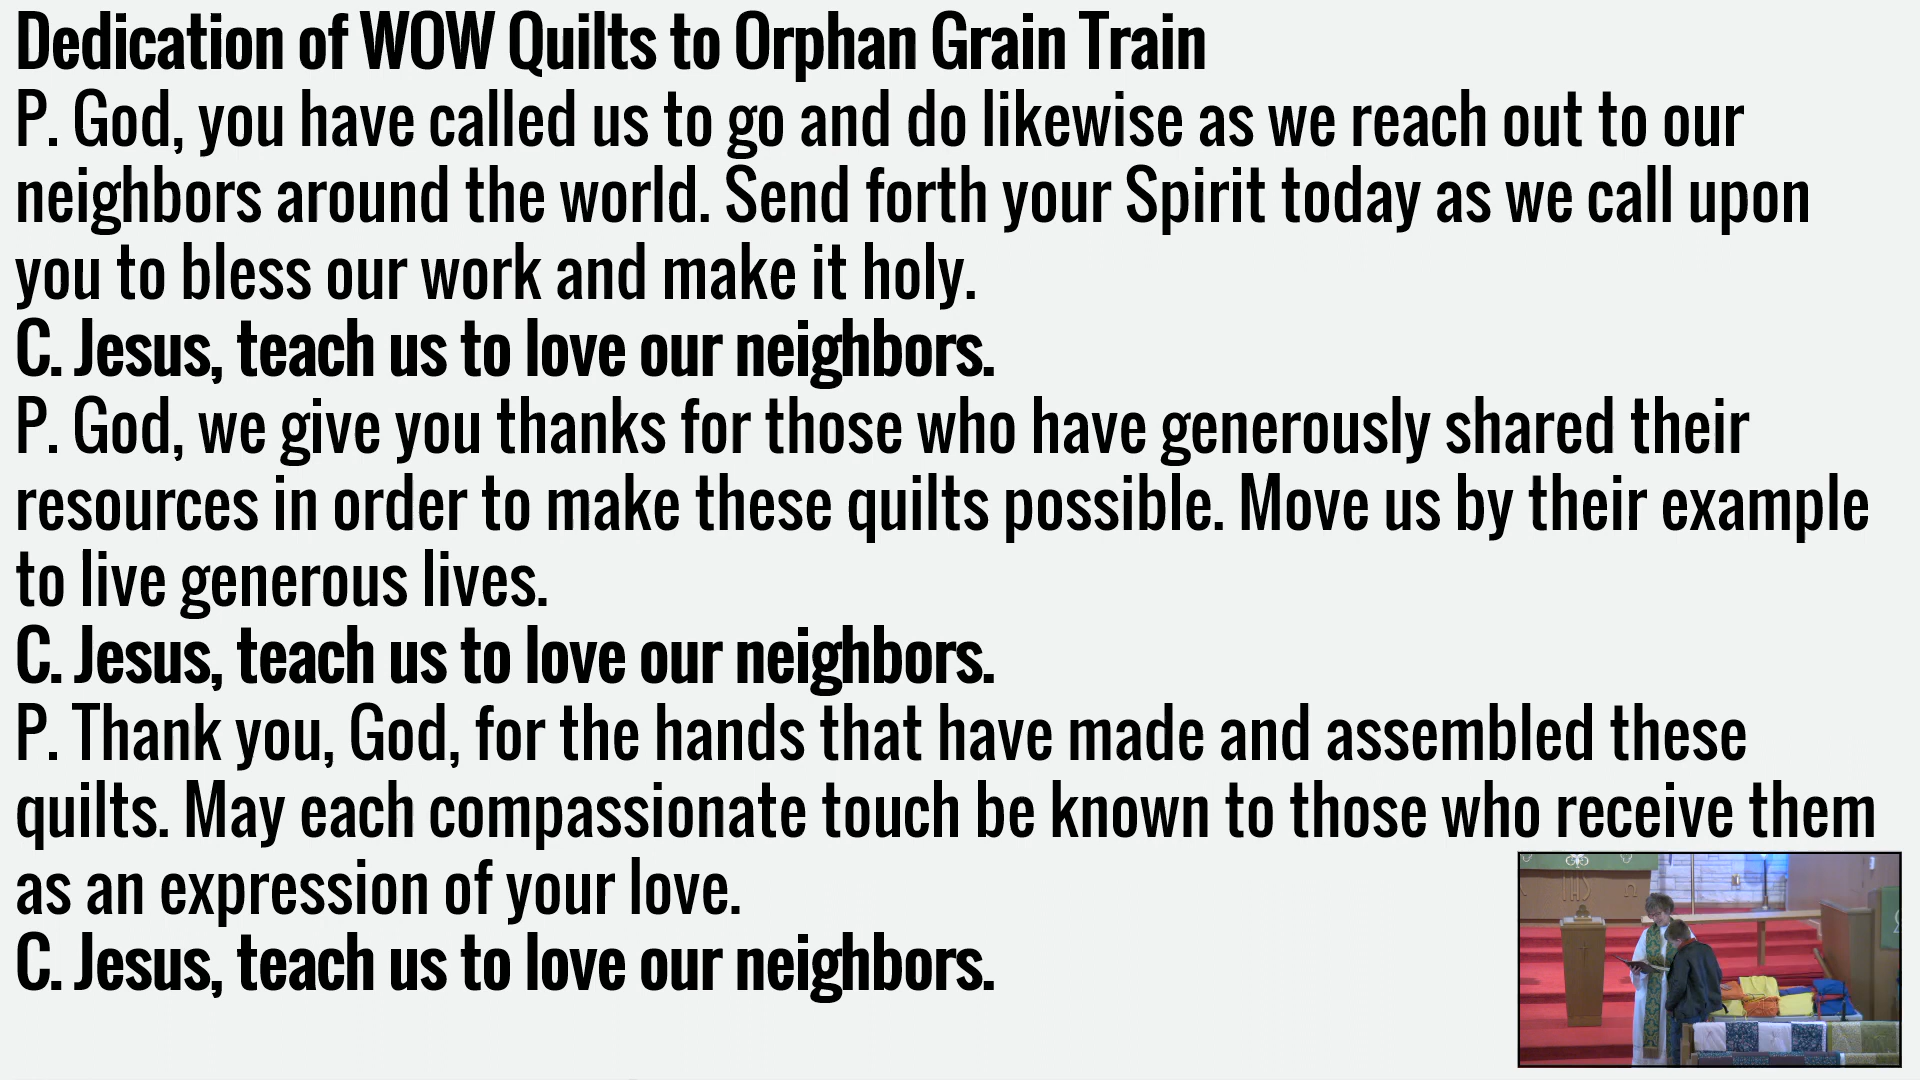 Dedication of WOW Quilts to Orphan Grain Train
P. God, you have called us to go and do likewise as we reach out to our
neighbors around the world. Send forth your Spirit today as we call upon
you to bless our work and make it holy.
C. Jesus, teach us to love our neighbors.
P. God, we give you thanks for those who have generously shared their
resources in order to make these quilts possible. Move us by their example
to live generous lives.
C. Jesus, teach us to love our neighbors.
P. Thank you, God, for the hands that have made and assembled these
quilts. May each compassionate touch be known to those who receive them
as an expression of your love.
C. Jesus, teach us to love our neighbors.
IHS